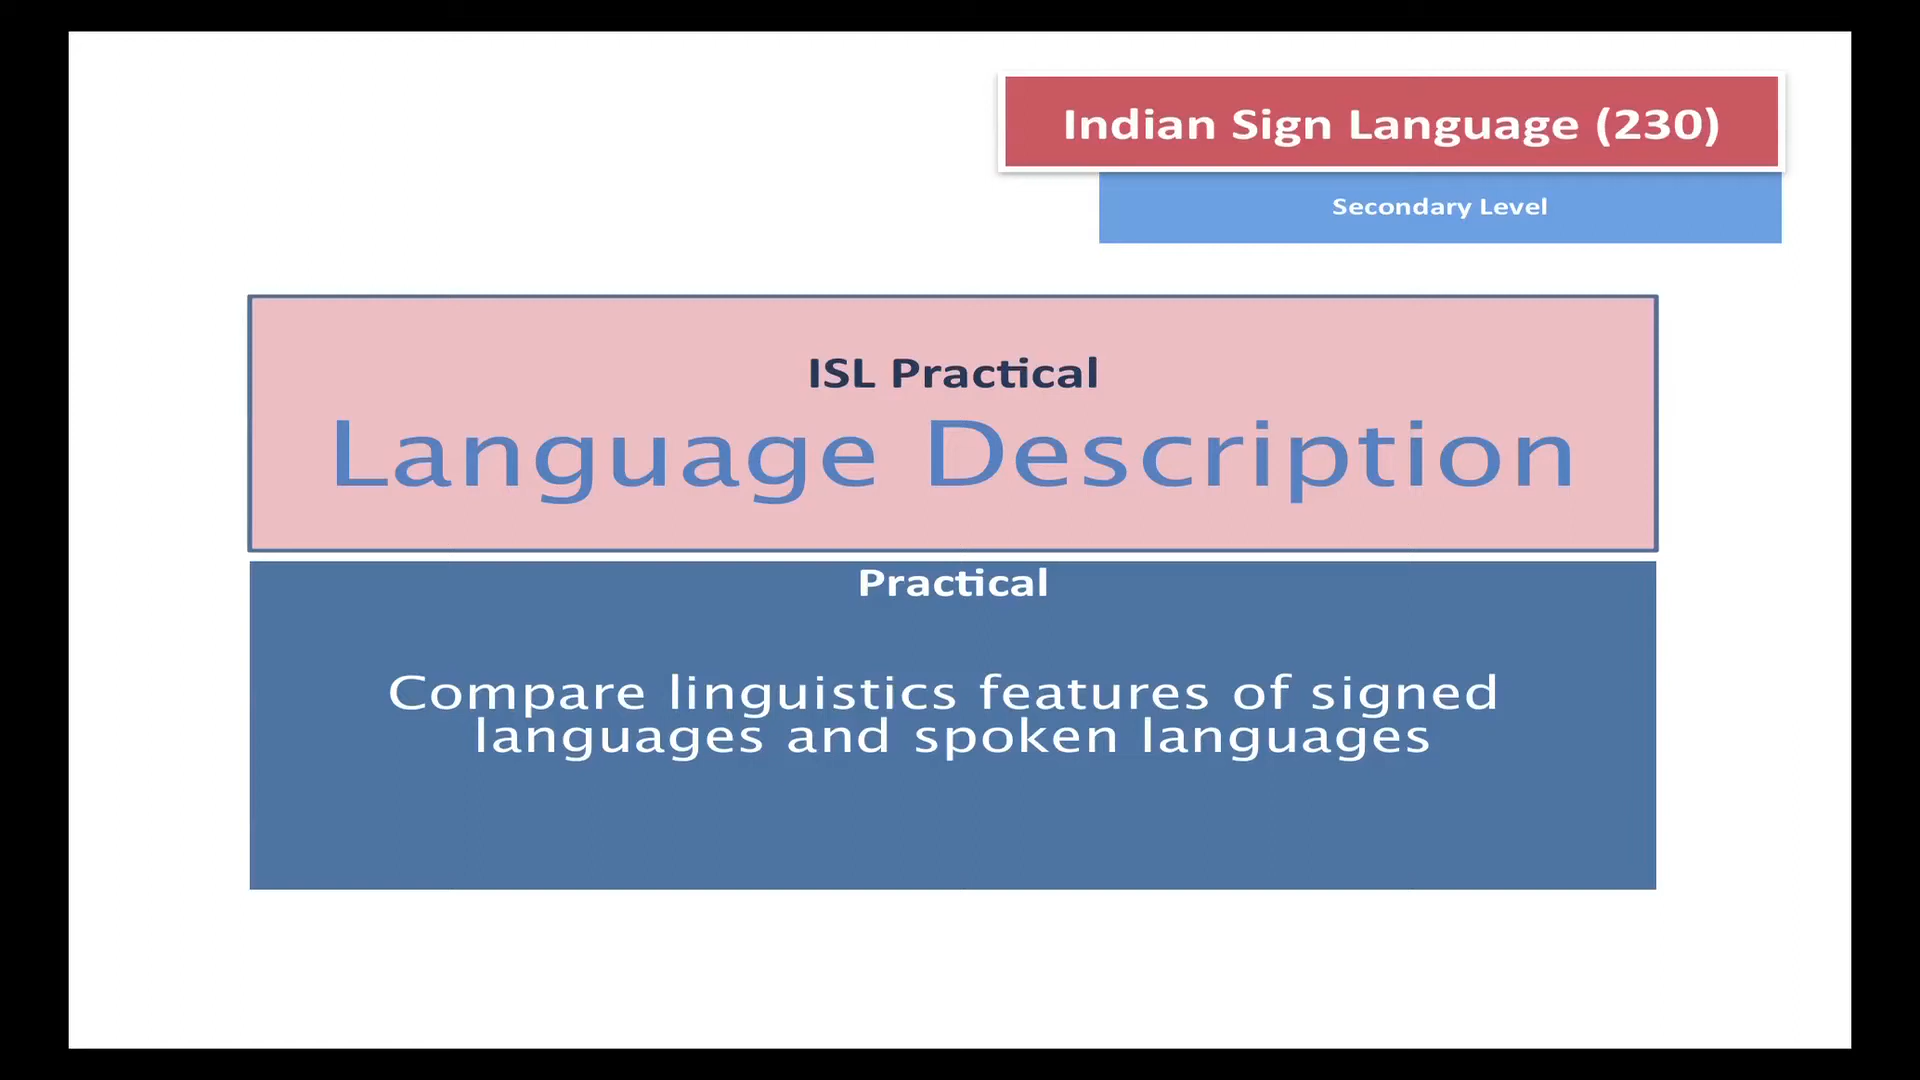 Indian Sign Language (230)
Secondary Level
ISL Practical
Language Description
Practical
Compare linguistics features of signed
languages and spoken languages